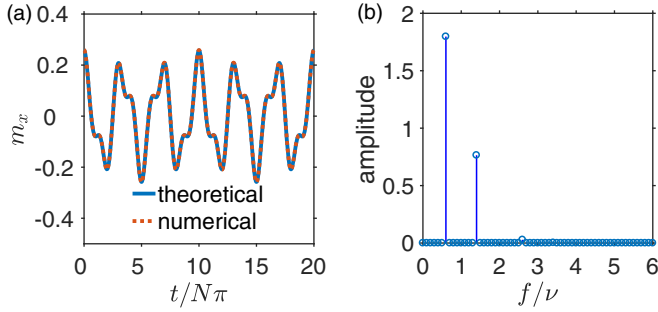 (a)
0.4
0.2
0
-0.2
-0.4
m_x
theoretical
numerical
0 5 10 15 20
t/Nπ
(b)
2
1.5
1
0.5
0
amplitude
0 1 2 3 4 5 6
f/ν